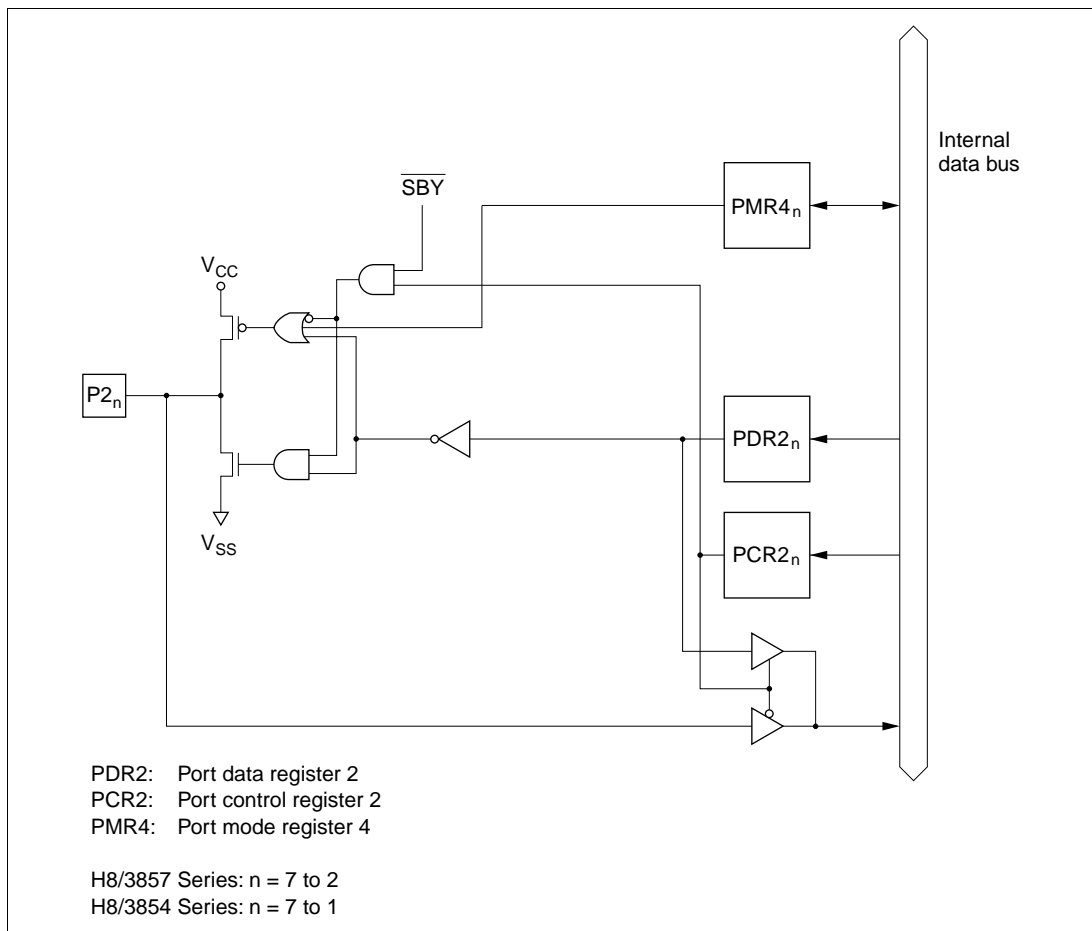 Internal
data bus
SBY
PMR4n
VCC
P2n
PDR2n
VSS
PCR2n
PDR2: Port data register 2
PCR2: Port control register 2
PMR4: Port mode register 4
H8/3857 Series: n = 7 to 2
H8/3854 Series: n = 7 to 1